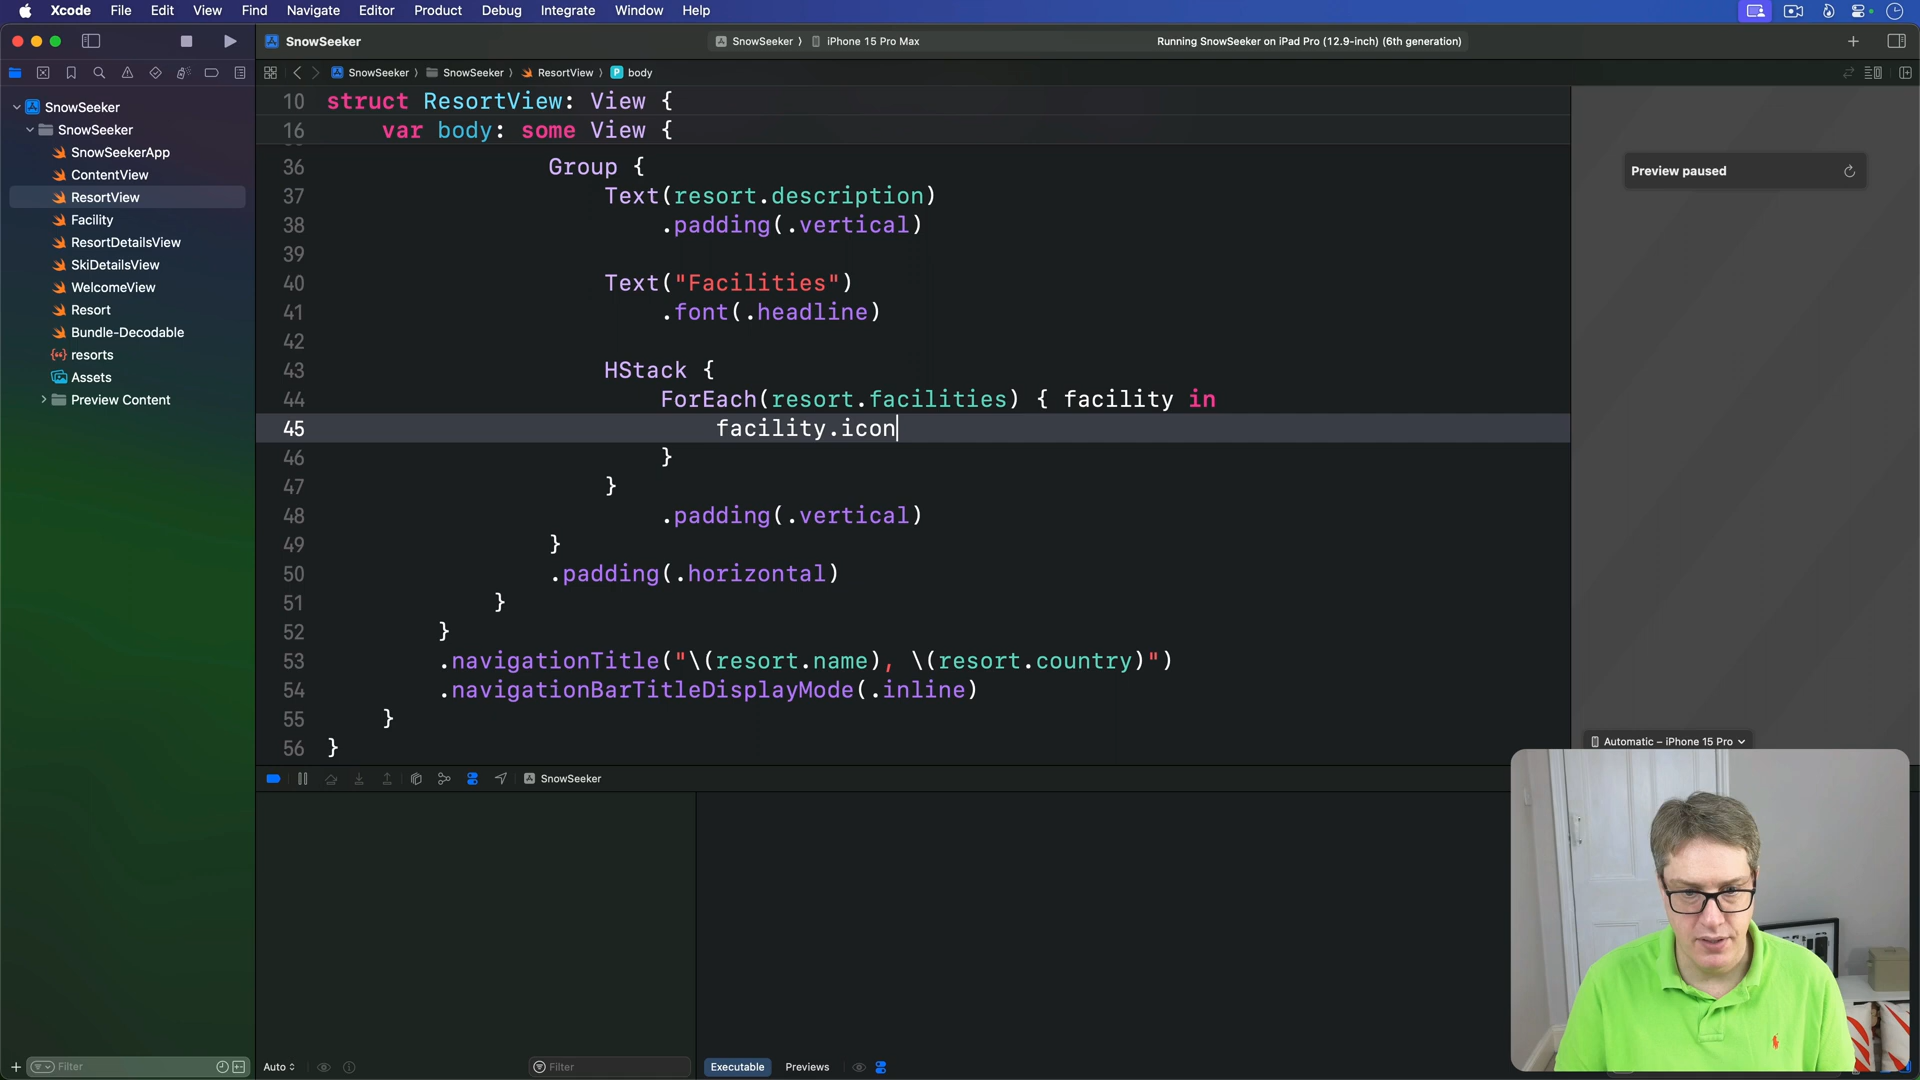 Xcode File Edit View Find Navigate Editor Product Debug Integrate Window Help
SnowSeeker
SnowSeeker 〉 iPhone 15 Pro Max
Running SnowSeeker on iPad Pro (12.9-inch) (6th generation)
SnowSeeker 〉 SnowSeeker 〉 ResortView 〉 P body
SnowSeeker
SnowSeeker
SnowSeekerApp
ContentView
ResortView
Facility
ResortDetailsView
SkiDetailsView
WelcomeView
Resort
Bundle-Decodable
resorts
Assets
Preview Content
Filter
10 struct ResortView: View {
16 var body: some View {
36 Group {
37 Text(resort.description)
38 .padding(.vertical)
39
40 Text("Facilities")
41 .font(.headline)
42
43 HStack {
44 ForEach(resort.facilities) { facility in
45 facility.icon
46 }
47 }
48 .padding(.vertical)
49 }
50 .padding(.horizontal)
51 }
52 }
53 .navigationTitle("\(resort.name), \(resort.country)")
54 .navigationBarTitleDisplayMode(.inline)
55 }
56 }
Preview paused
Automatic – iPhone 15 Pro
SnowSeeker
Auto
Filter
Executable Previews